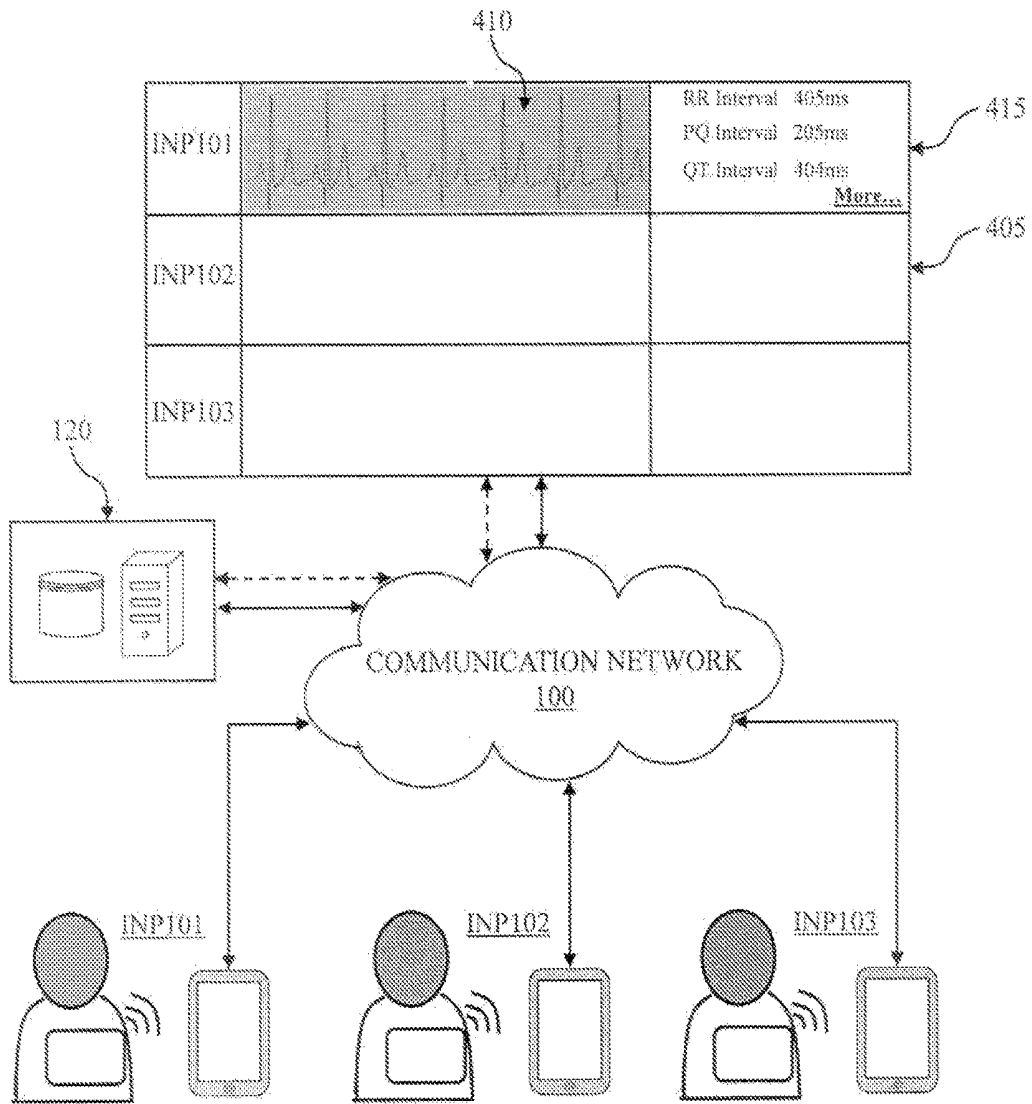 410
INP101
RR Interval 405ms
PQ Interval 205ms
QT Interval 404ms
More...
415
405
INP102
INP103
120
COMMUNICATION NETWORK
100
INP101
INP102
INP103